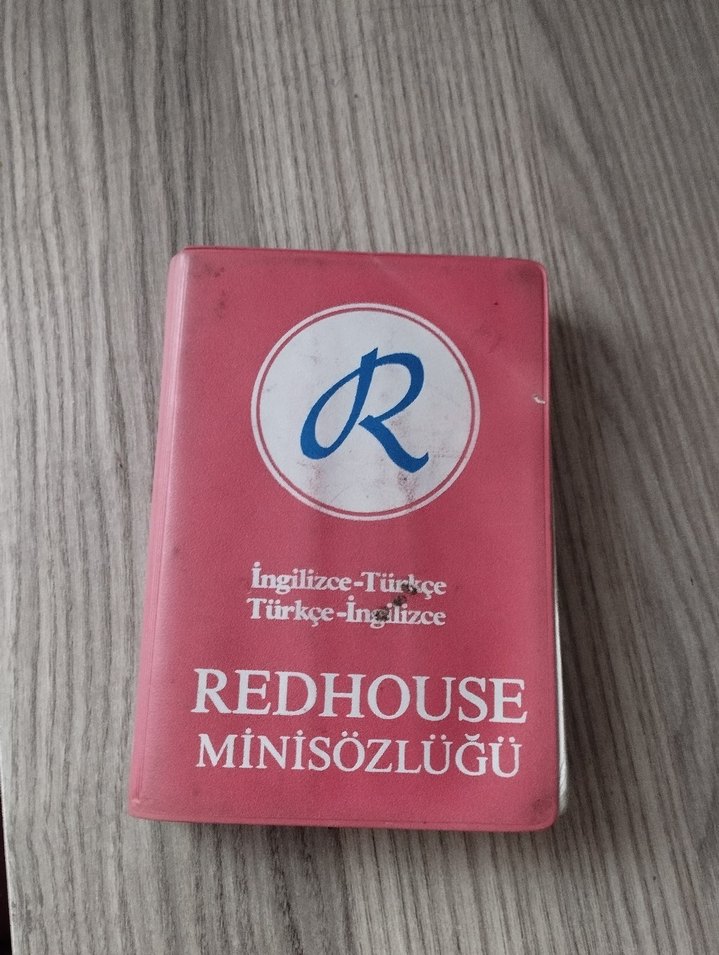 R
İngilizce-Türkçe
Türkçe-İngilizce
REDHOUSE
MİNİSÖZLÜĞÜ